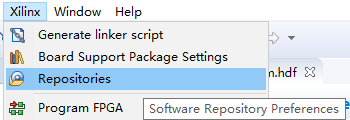 Xilinx Window Help
Generate linker script
Board Support Package Settings
m.hdf
Repositories
Program FPGA
Software Repository Preferences